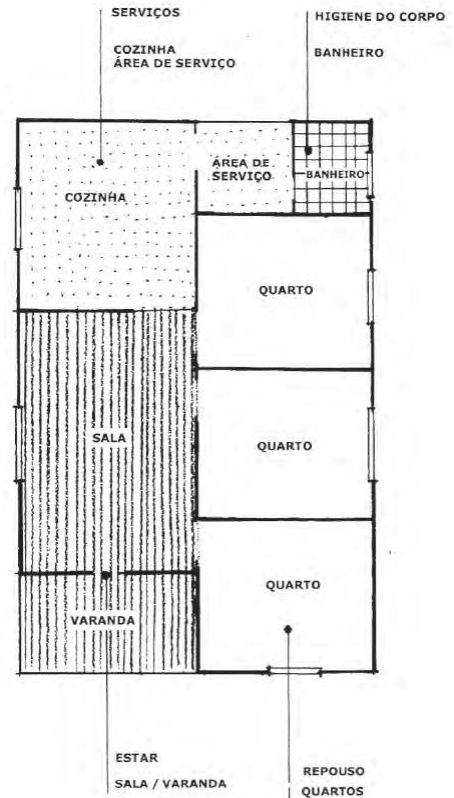 SERVIÇOS
COZINHA
ÁREA DE SERVIÇO
HIGIENE DO CORPO
BANHEIRO
ÁREA DE
SERVIÇO
BANHEIRO
COZINHA
QUARTO
SALA
QUARTO
QUARTO
VARANDA
ESTAR
SALA / VARANDA
REPOUSO
QUARTOS